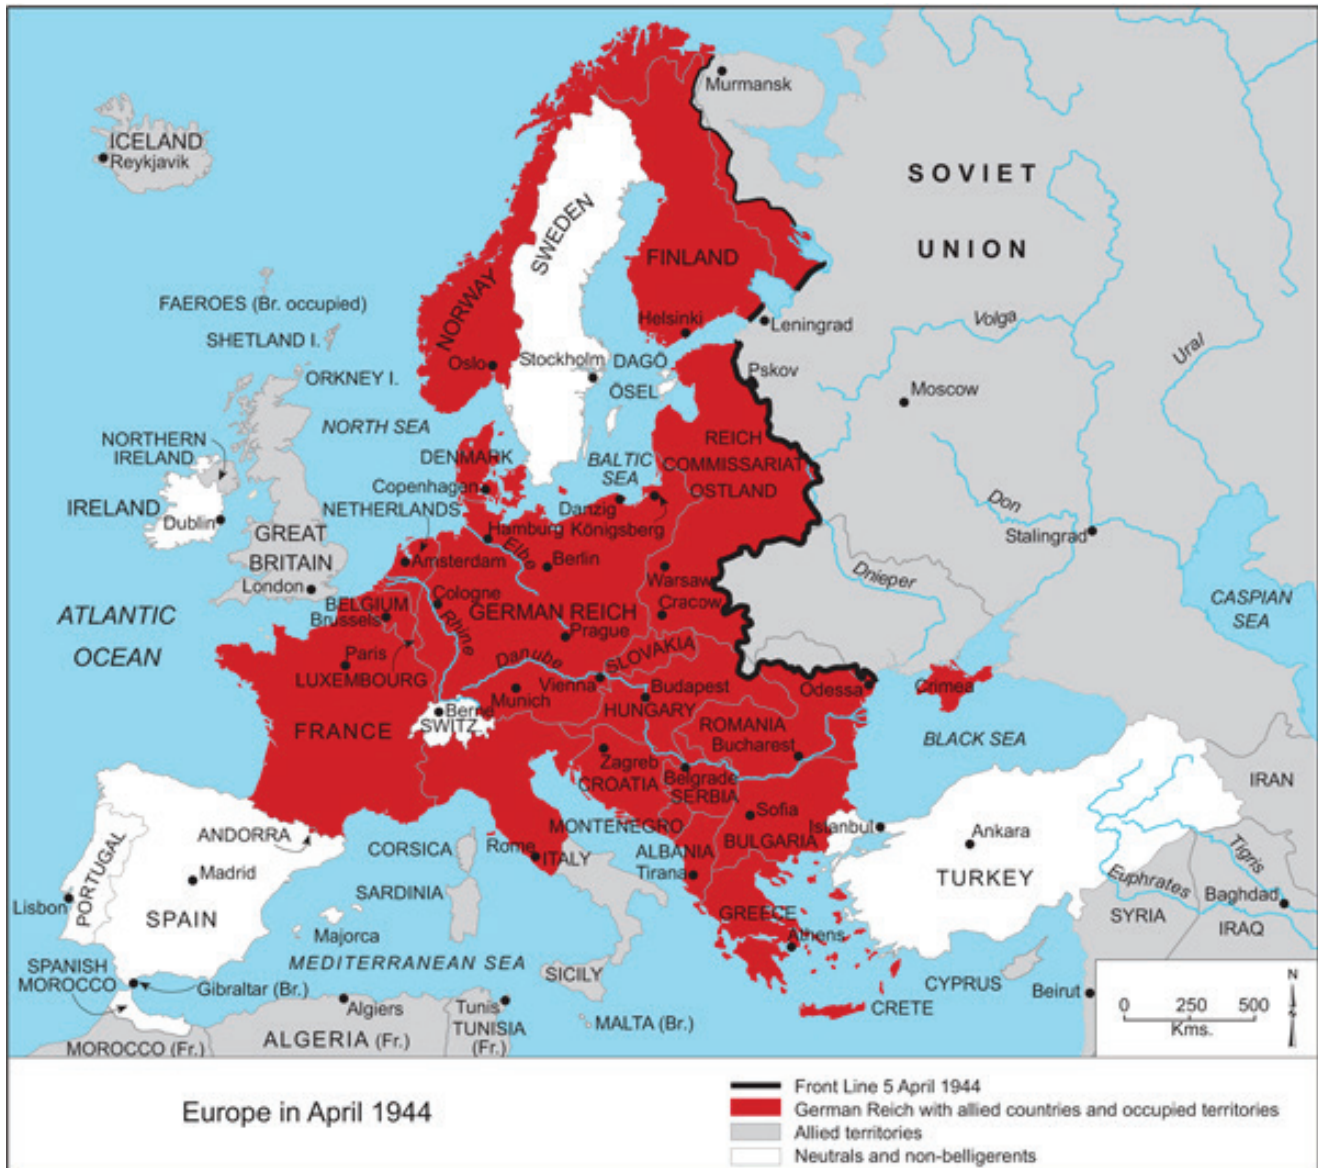 Murmansk
ICELAND
Reykjavik
SOVIET
UNION
SWEDEN
NORWAY
FINLAND
FAEROES (Br. occupied)
SHETLAND I.
ORKNEY I.
Helsinki
Leningrad
Volga
Ural
Oslo
Stockholm
DAGÖ
ÖSEL
Pskov
Moscow
NORTH SEA
NORTHERN
IRELAND
DENMARK
BALTIC
SEA
REICH
COMMISSARIAT
OSTLAND
Copenhagen
NETHERLANDS
Danzig
Königsberg
IRELAND
Dublin
GREAT
BRITAIN
London
Hamburg
Elbe
Berlin
Amsterdam
Don
Stalingrad
Dnieper
Warsaw
Cracow
Cologne
Rhine
GERMAN REICH
Prague
BELGIUM
Brussels
ATLANTIC
OCEAN
CASPIAN
SEA
Paris
LUXEMBOURG
Danube
SLOVAKIA
Vienna
Munich
Budapest
HUNGARY
Odessa
Crimea
Berne
SWITZ.
FRANCE
ROMANIA
Bucharest
BLACK SEA
Zagreb
CROATIA
Belgrade
SERBIA
IRAN
Sofia
BULGARIA
MONTENEGRO
ALBANIA
Tirana
Istanbul
Ankara
TURKEY
ANDORRA
CORSICA
Rome
ITALY
PORTUGAL
Madrid
Lisbon
SPAIN
SARDINIA
Tigris
Euphrates
Baghdad
SYRIA
IRAQ
GREECE
Athens
Majorca
MEDITERRANEAN SEA
SPANISH
MOROCCO
Gibraltar (Br.)
SICILY
CYPRUS
Beirut
CRETE
Algiers
Tunis
TUNISIA
(Fr.)
MALTA (Br.)
MOROCCO (Fr.)
ALGERIA (Fr.)
N
0 250 500
Kms.
Europe in April 1944
Front Line 5 April 1944
German Reich with allied countries and occupied territories
Allied territories
Neutrals and non-belligerents